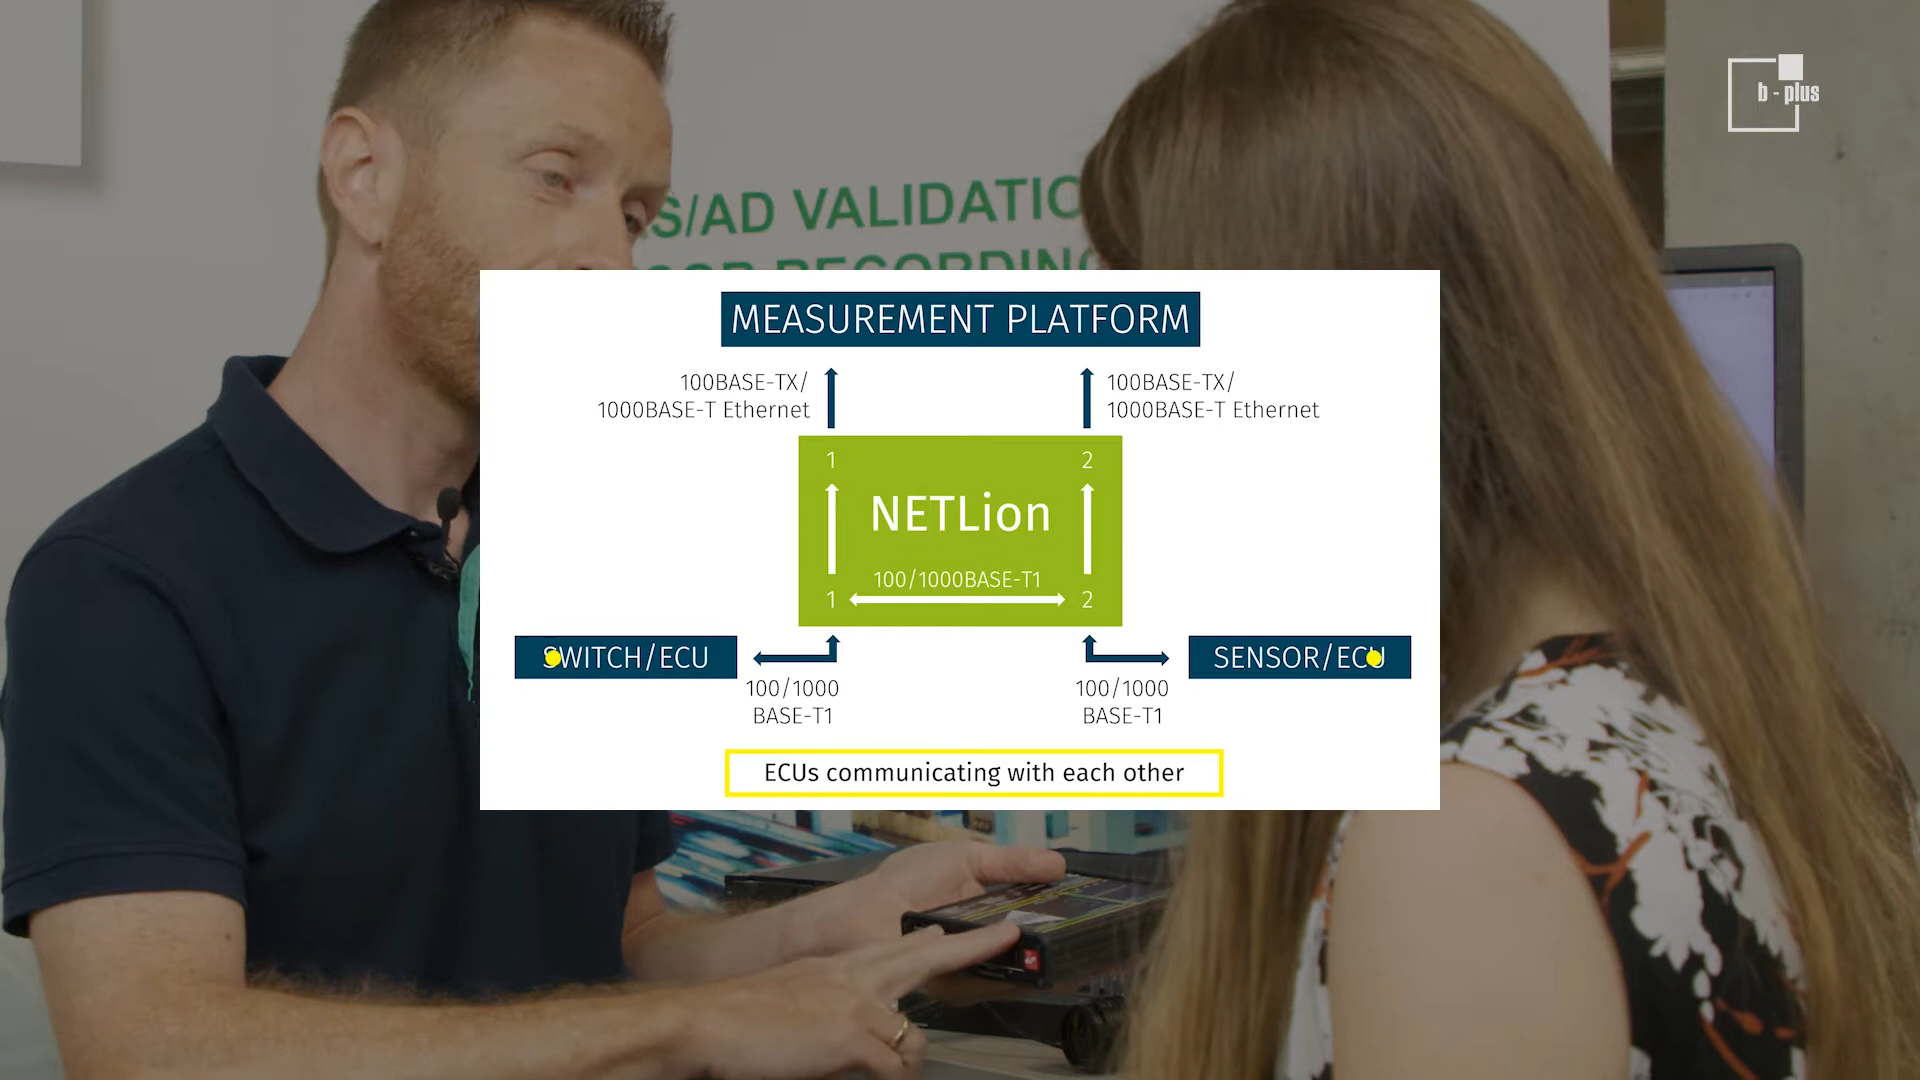 b-plus
S/AD VALIDATIO
RECORDING
MEASUREMENT PLATFORM
100BASE-TX/
1000BASE-T Ethernet
100BASE-TX/
1000BASE-T Ethernet
1
2
NETLion
100/1000BASE-T1
1
2
SWITCH/ECU
SENSOR/ECU
100/1000
BASE-T1
100/1000
BASE-T1
ECUs communicating with each other